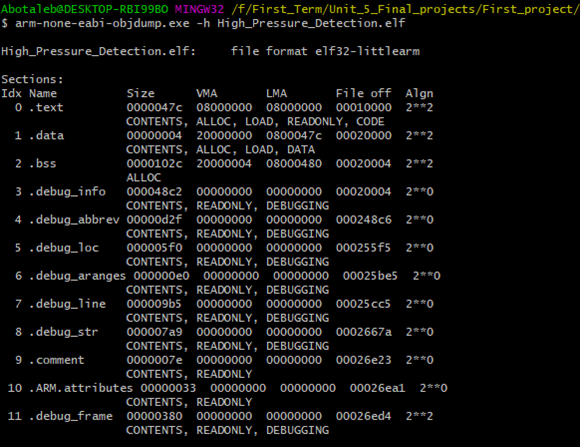 Abotaleb@DESKTOP-RBI99BO MINGW32 /f/First_Term/Unit_5_Final_projects/First_project/
$ arm-none-eabi-objdump.exe -h High_Pressure_Detection.elf

High_Pressure_Detection.elf:     file format elf32-littlearm

Sections:
Idx Name          Size      VMA       LMA       File off  Algn
  0 .text         0000047c  08000000  08000000  00010000  2**2
                  CONTENTS, ALLOC, LOAD, READONLY, CODE
  1 .data         00000004  20000000  0800047c  00020000  2**2
                  CONTENTS, ALLOC, LOAD, DATA
  2 .bss          0000102c  20000004  08000480  00020004  2**2
                  ALLOC
  3 .debug_info   000048c2  00000000  00000000  00020004  2**0
                  CONTENTS, READONLY, DEBUGGING
  4 .debug_abbrev 00000d2f  00000000  00000000  000248c6  2**0
                  CONTENTS, READONLY, DEBUGGING
  5 .debug_loc    000005f0  00000000  00000000  000255f5  2**0
                  CONTENTS, READONLY, DEBUGGING
  6 .debug_aranges 000000e0  00000000  00000000  00025be5  2**0
                  CONTENTS, READONLY, DEBUGGING
  7 .debug_line   000009b5  00000000  00000000  00025cc5  2**0
                  CONTENTS, READONLY, DEBUGGING
  8 .debug_str    000007a9  00000000  00000000  0002667a  2**0
                  CONTENTS, READONLY, DEBUGGING
  9 .comment      0000007e  00000000  00000000  00026e23  2**0
                  CONTENTS, READONLY
 10 .ARM.attributes 00000033  00000000  00000000  00026ea1  2**0
                  CONTENTS, READONLY
 11 .debug_frame  00000380  00000000  00000000  00026ed4  2**2
                  CONTENTS, READONLY, DEBUGGING